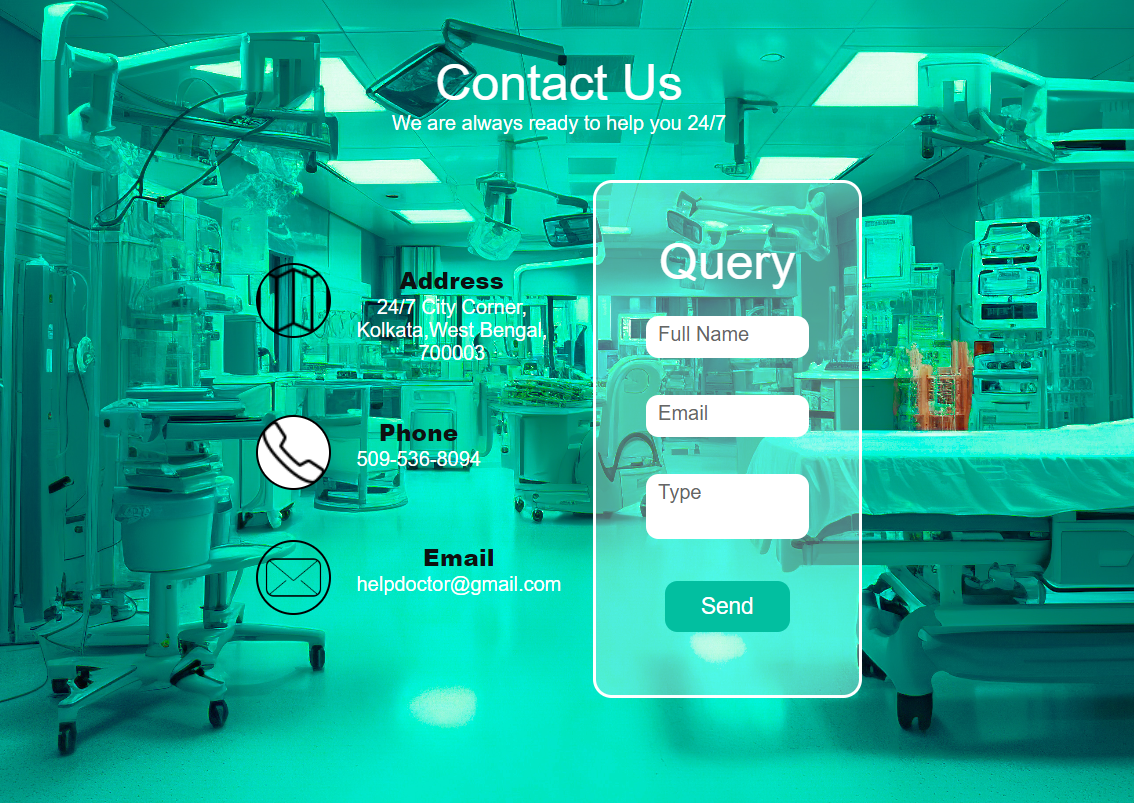 Contact Us
We are always ready to help you 24/7
Address
24/7 City Corner,
Kolkata,West Bengal,
700003
Phone
509-536-8094
Email
helpdoctor@gmail.com
Query
Full Name
Email
Type
Send